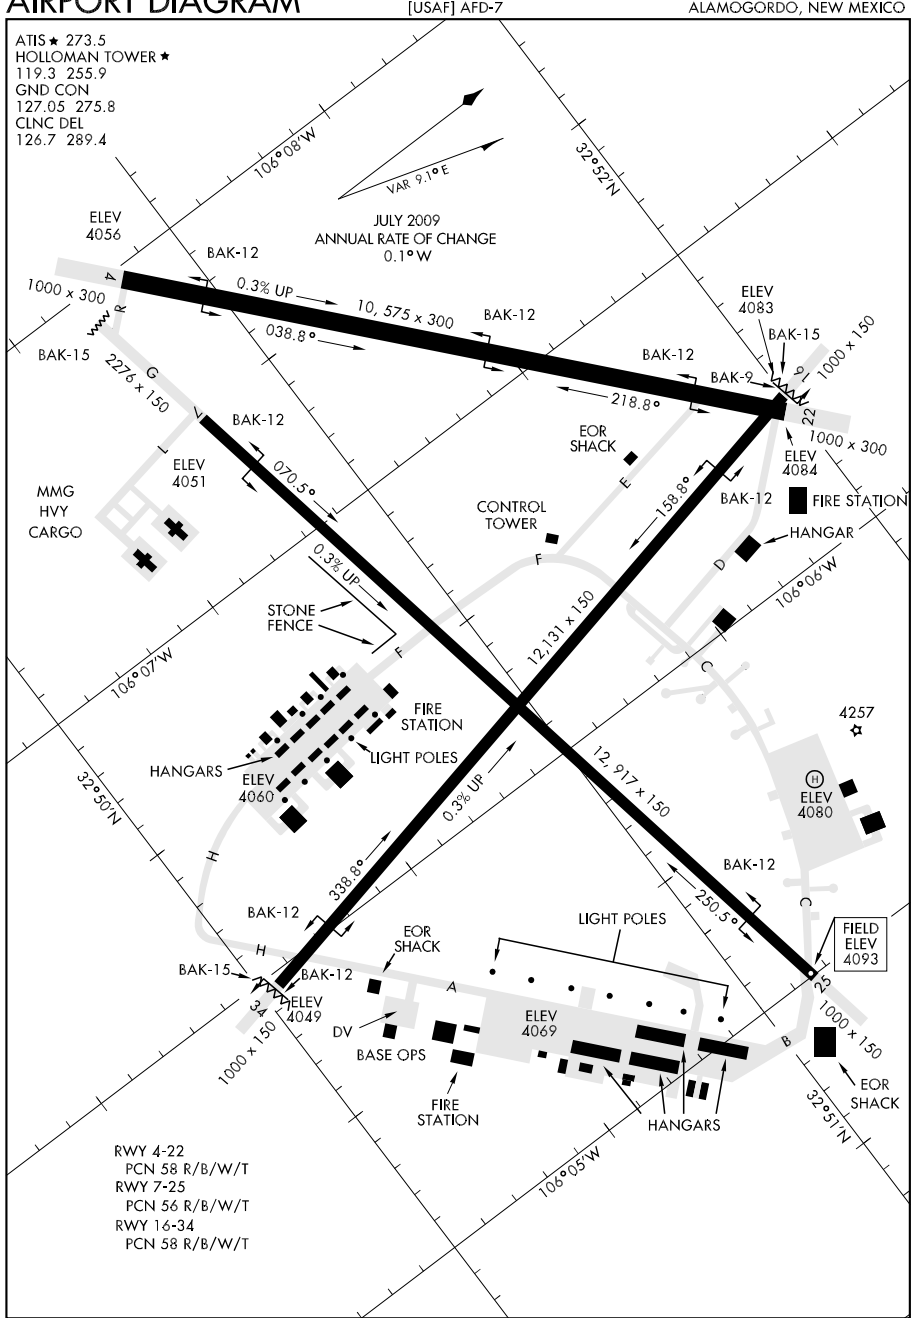 AIRPORT DIAGRAM
[USAF] AFD-7
ALAMOGORDO, NEW MEXICO
ATIS ★ 273.5
HOLLOMAN TOWER ★
119.3 255.9
GND CON
127.05 275.8
CLNC DEL
126.7 289.4
106°08'W
32°52'N
VAR 9.1° E
JULY 2009
ANNUAL RATE OF CHANGE
0.1° W
ELEV
4056
BAK-12
4
1000 x 300
R
0.3% UP
10, 575 x 300
038.8°
BAK-12
BAK-12
218.8°
ELEV
4083
BAK-15
BAK-9
16
1000 x 150
22
1000 x 300
ELEV
4084
BAK-15
G
2276 x 150
7
L
BAK-12
ELEV
4051
070.5°
EOR
SHACK
E
158.8°
BAK-12
FIRE STATION
HANGAR
MMG
HVY
CARGO
CONTROL
TOWER
F
D
106°06'W
0.3% UP
STONE
FENCE
F
12,131 x 150
C
106°07'W
FIRE
STATION
LIGHT POLES
HANGARS
ELEV
4060
4257
H
ELEV
4080
32°50'N
12, 917 x 150
0.3% UP
H
338.8°
BAK-12
BAK-12
250.5°
C
LIGHT POLES
EOR
SHACK
FIELD
ELEV
4093
H
BAK-15
BAK-12
A
25
34
ELEV
4049
1000 x 150
DV
BASE OPS
ELEV
4069
B
1000 x 150
FIRE
STATION
HANGARS
EOR
SHACK
32°51'N
106°05'W
RWY 4-22
PCN 58 R/B/W/T
RWY 7-25
PCN 56 R/B/W/T
RWY 16-34
PCN 58 R/B/W/T